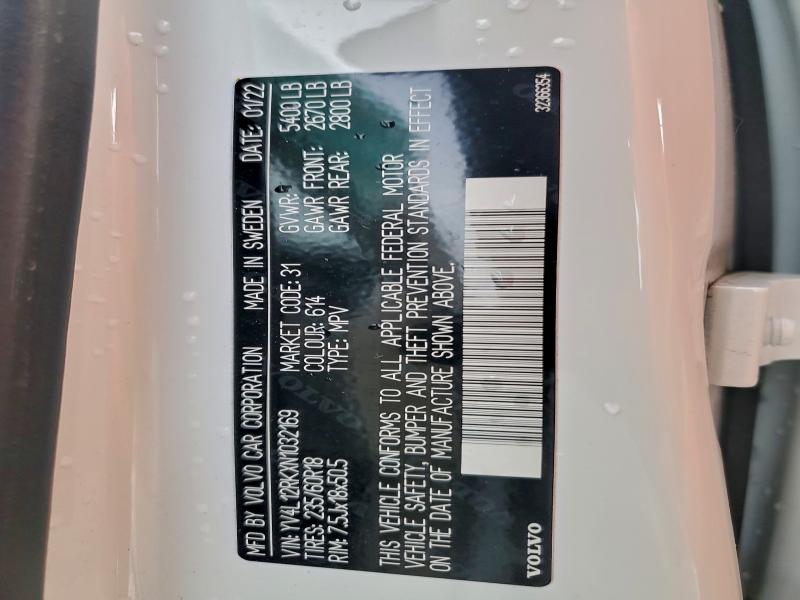 MFD BY VOLVO CAR CORPORATION MADE IN SWEDEN DATE: 01/22
VIN: YV4L12RKXN1032169 MARKET CODE: 31 GVWR: 5400 LB
TIRES: 235/60R18 COLOUR: 614 GAWR FRONT: 2670 LB
RIM: 7.5Jx18x50.5 TYPE: MPV GAWR REAR: 2800 LB
THIS VEHICLE CONFORMS TO ALL APPLICABLE FEDERAL MOTOR
VEHICLE SAFETY, BUMPER AND THEFT PREVENTION STANDARDS IN EFFECT
ON THE DATE OF MANUFACTURE SHOWN ABOVE.
VOLVO 32366354